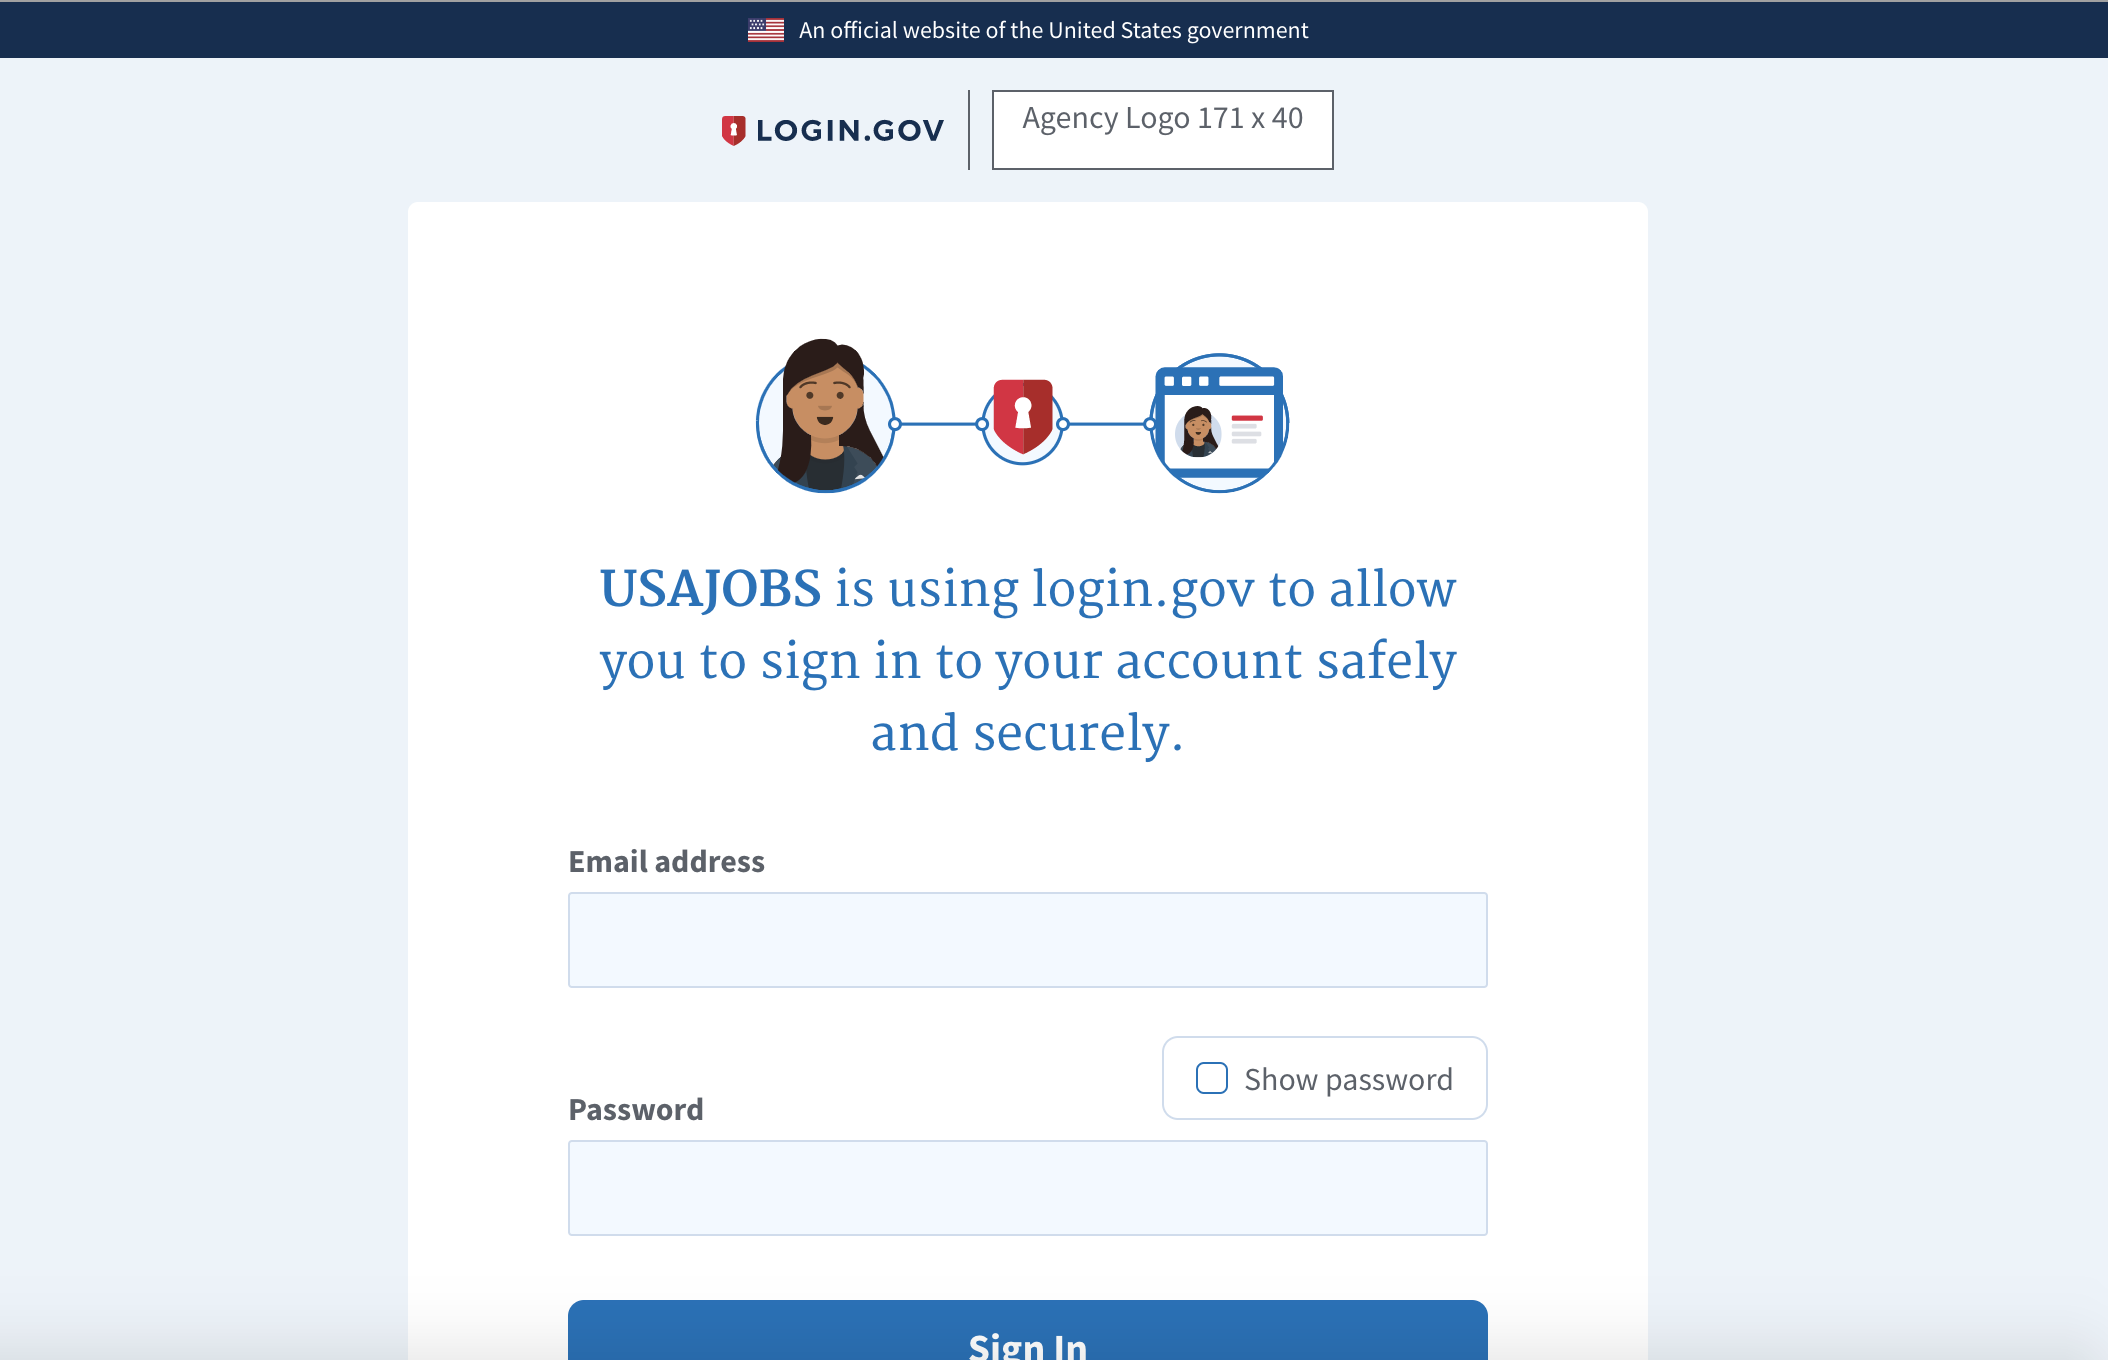 An official website of the United States government
LOGIN.GOV
Agency Logo 171 x 40
USAJOBS is using login.gov to allow
you to sign in to your account safely
and securely.
Email address
Show password
Password
Sign In